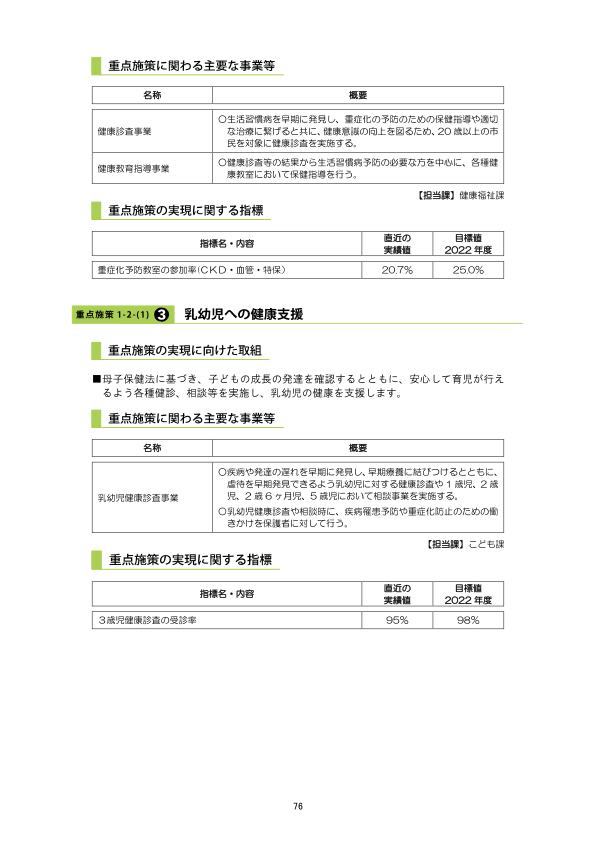 重点施策に関わる主要な事業等
名称 概要
健康診査事業
○生活習慣病を早期に発見し、重症化の予防のための保健指導や適切
な治療に繋げると共に、健康意識の向上を図るため、20 歳以上の市
民を対象に健康診査を実施する。
健康教育指導事業
○健康診査等の結果から生活習慣病予防の必要な方を中心に、各種健
康教室において保健指導を行う。
【担当課】健康福祉課
重点施策の実現に関する指標
指標名・内容 直近の 目標値
実績値 2022 年度
重症化予防教室の参加率(CKD・血管・特保) 20.7% 25.0%
重点施策 1-2-(1) ❸ 乳幼児への健康支援
重点施策の実現に向けた取組
■母子保健法に基づき、子どもの成長の発達を確認するとともに、安心して育児が行え
るよう各種健診、相談等を実施し、乳幼児の健康を支援します。
重点施策に関わる主要な事業等
名称 概要
乳幼児健康診査事業
○疾病や発達の遅れを早期に発見し、早期療養に結びつけるとともに、
虐待を早期発見できるよう乳幼児に対する健康診査や 1 歳児、2 歳
児、2 歳 6 ヶ月児、5 歳児において相談事業を実施する。
○乳幼児健康診査や相談時に、疾病罹患予防や重症化防止のための働
きかけを保護者に対して行う。
【担当課】こども課
重点施策の実現に関する指標
指標名・内容 直近の 目標値
実績値 2022 年度
3歳児健康診査の受診率 95% 98%
76